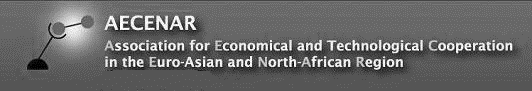 AECENAR
Association for Economical and Technological Cooperation
in the Euro-Asian and North-African Region